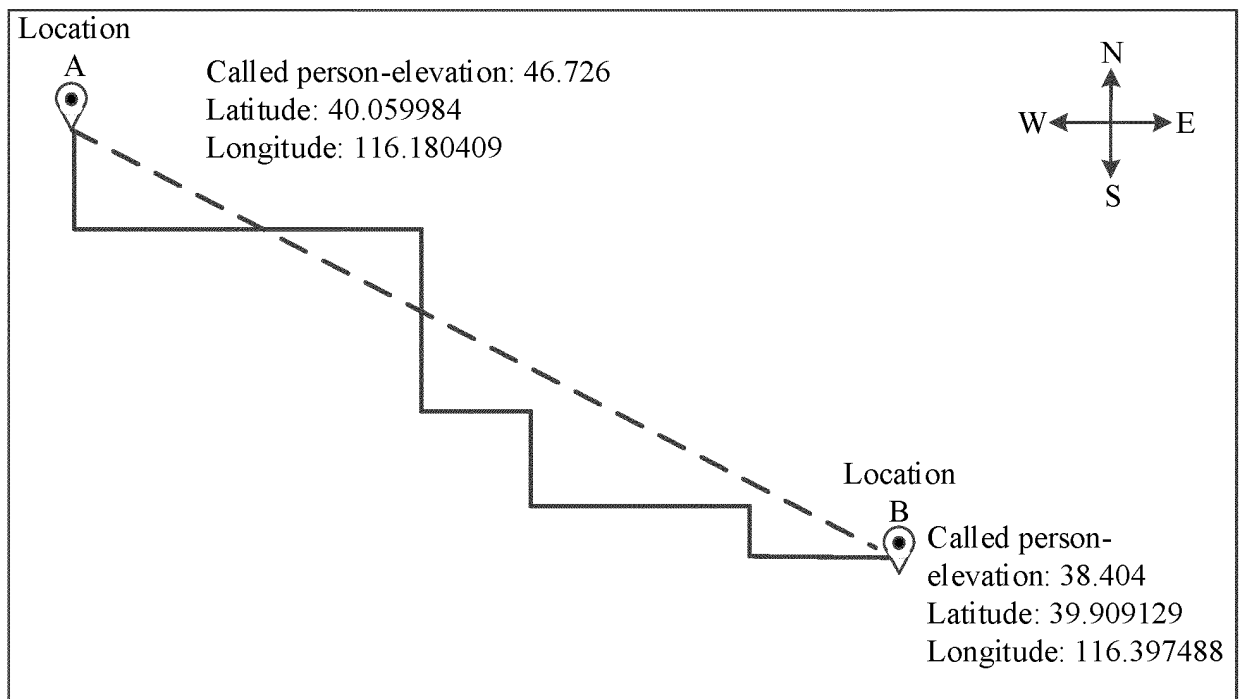 Location
A
Called person-elevation: 46.726
Latitude: 40.059984
Longitude: 116.180409
N
W
E
S
Location
B
Called person-
elevation: 38.404
Latitude: 39.909129
Longitude: 116.397488